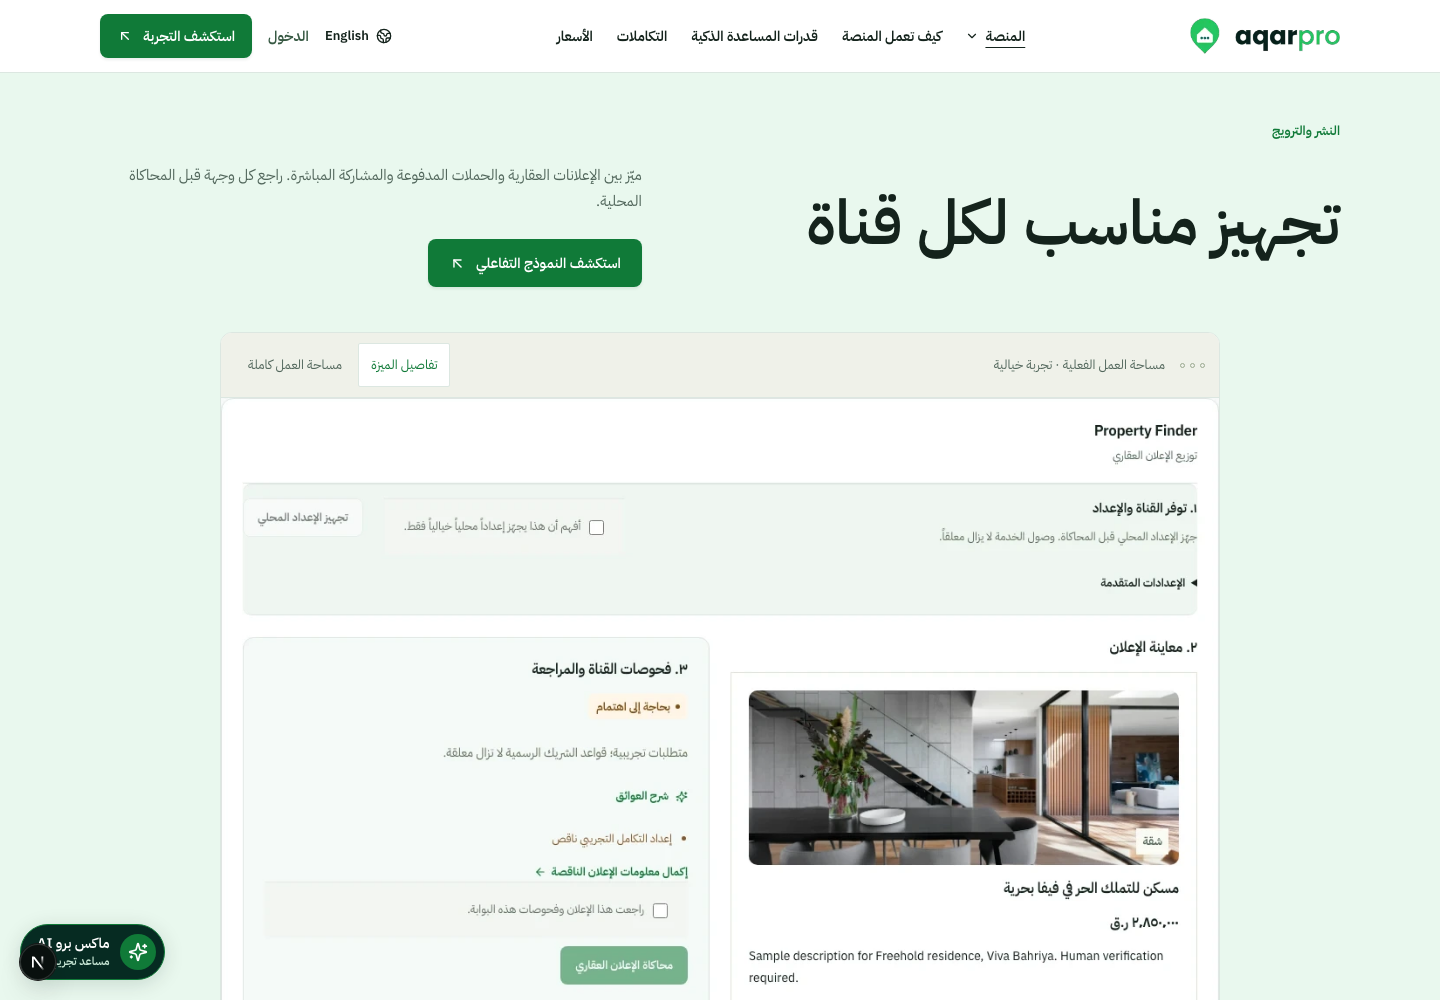 aqarpro
المنصة
كيف تعمل المنصة
قدرات المساعدة الذكية
التكاملات
الأسعار
English
الدخول
استكشف التجربة
النشر والترويج
تجهيز مناسب لكل قناة
ميّز بين الإعلانات العقارية والحملات المدفوعة والمشاركة المباشرة. راجع كل وجهة قبل المحاكاة
المحلية.
استكشف النموذج التفاعلي
مساحة العمل الفعلية · تجربة خيالية
تفاصيل الميزة
مساحة العمل كاملة
Property Finder
توزيع الإعلان العقاري
١. توفر القناة والإعداد
جهّز الإعداد المحلي قبل المحاكاة. وصول الخدمة لا يزال معلقاً.
أفهم أن هذا يجهّز إعداداً محلياً خيالياً فقط.
تجهيز الإعداد المحلي
الإعدادات المتقدمة
٢. معاينة الإعلان
شقة
مسكن للتملك الحر في فيفا بحرية
٢,٨٥٠,٠٠٠ ر.ق
Sample description for Freehold residence, Viva Bahriya. Human verification
required.
٣. فحوصات القناة والمراجعة
• بحاجة إلى اهتمام
متطلبات تجريبية؛ قواعد الشريك الرسمية لا تزال معلقة.
شرح العوائق
• إعداد التكامل التجريبي ناقص
إكمال معلومات الإعلان الناقصة ←
راجعت هذا الإعلان وفحوصات هذه البوابة.
محاكاة الإعلان العقاري
ماكس برو AI
مساعد
N